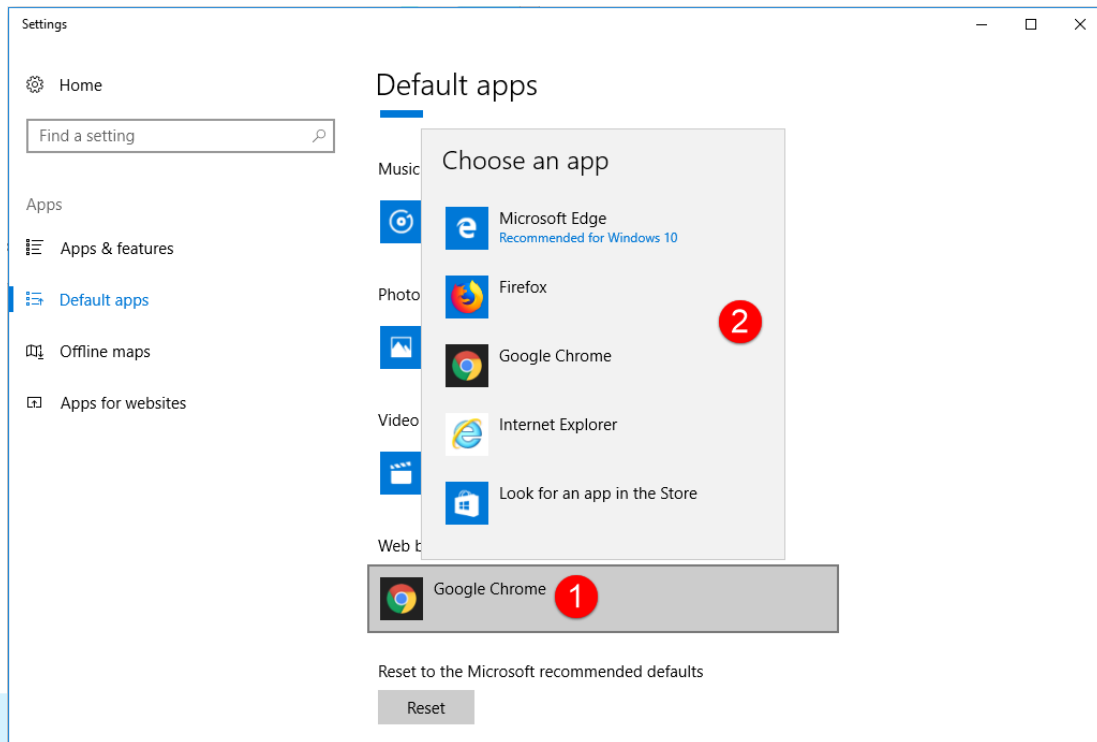 Settings
Home
Find a setting
Apps
Apps & features
Default apps
Offline maps
Apps for websites
Default apps
Music
Photo
Video
Web b
Choose an app
Microsoft Edge
Recommended for Windows 10
Firefox
Google Chrome
Internet Explorer
Look for an app in the Store
2
Google Chrome
1
Reset to the Microsoft recommended defaults
Reset